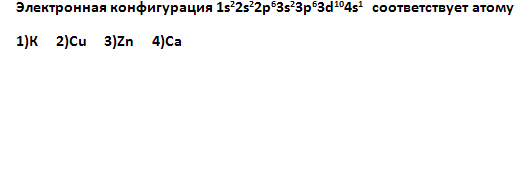 Электронная конфигурация 1s²2s²2p⁶3s²3p⁶3d¹⁰4s¹ соответствует атому
1)К 2)Cu 3)Zn 4)Ca